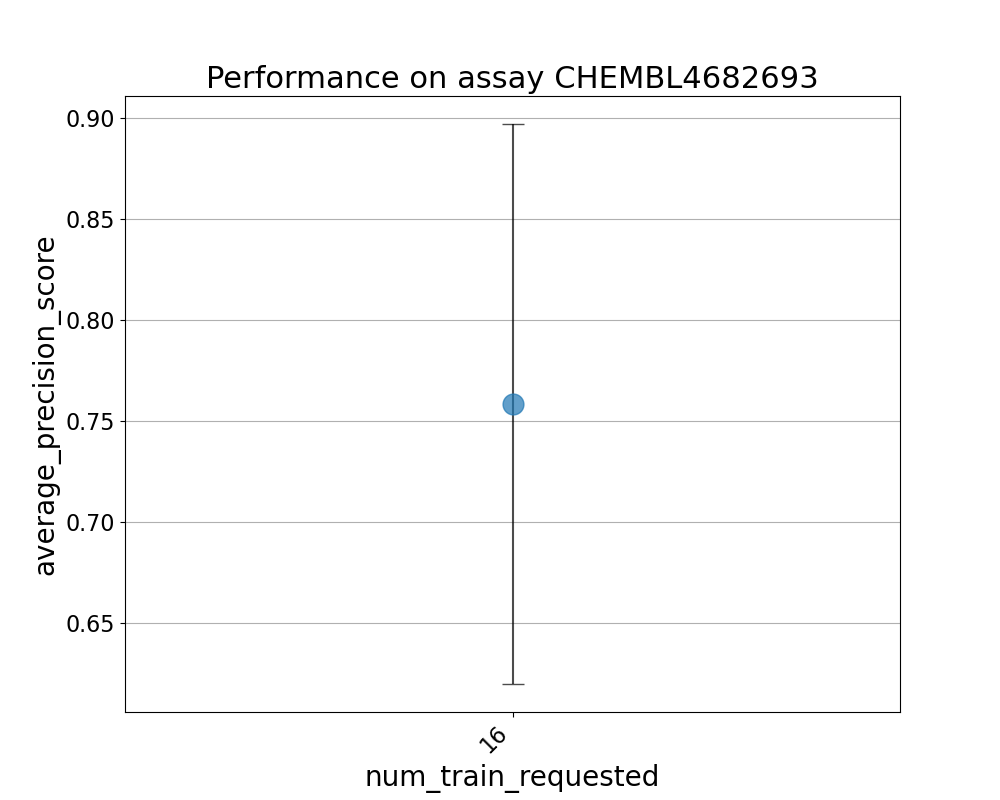 Performance on assay CHEMBL4682693
average_precision_score
0.90
0.85
0.80
0.75
0.70
0.65
16
num_train_requested